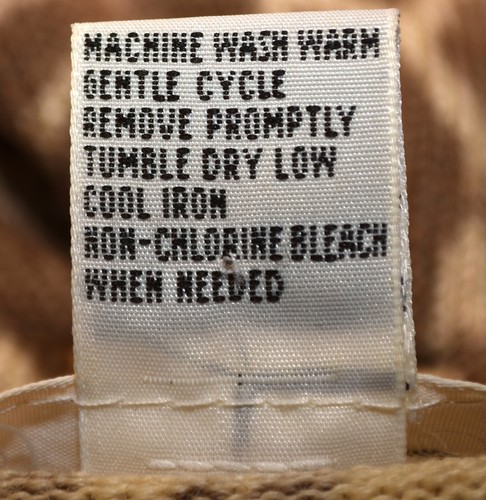 MACHINE WASH WARM
GENTLE CYCLE
REMOVE PROMPTLY
TUMBLE DRY LOW
COOL IRON
NON-CHLORINE BLEACH
WHEN NEEDED